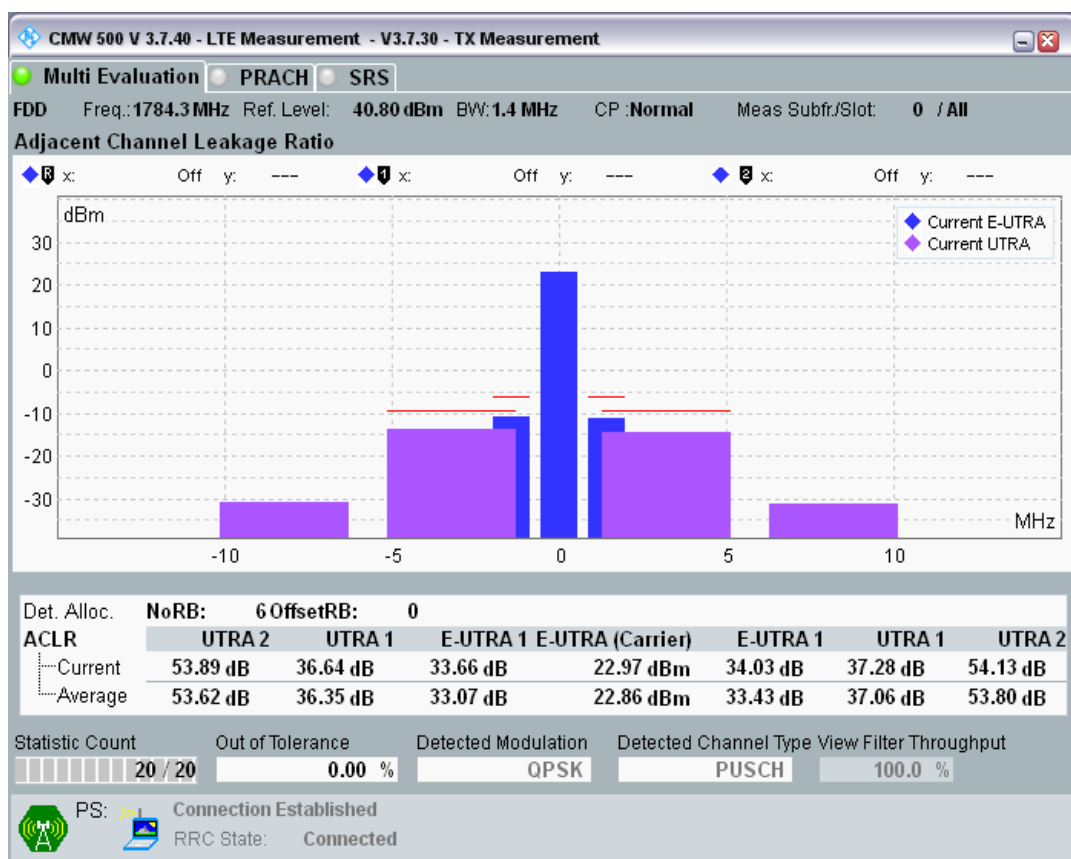 CMW 500 V 3.7.40 - LTE Measurement - V3.7.30 - TX Measurement
Multi Evaluation PRACH SRS
FDD Freq.: 1784.3 MHz Ref. Level: 40.80 dBm BW: 1.4 MHz CP : Normal Meas Subfr./Slot: 0 / All
Adjacent Channel Leakage Ratio
R x: Off y: --- 1 x: Off y: --- 2 x: Off y: ---
dBm
Current E-UTRA
Current UTRA
30
20
10
0
-10
-20
-30
MHz
-10 -5 0 5 10
Det. Alloc. NoRB: 6 OffsetRB: 0
ACLR UTRA 2 UTRA 1 E-UTRA 1 E-UTRA (Carrier) E-UTRA 1 UTRA 1 UTRA 2
Current 53.89 dB 36.64 dB 33.66 dB 22.97 dBm 34.03 dB 37.28 dB 54.13 dB
Average 53.62 dB 36.35 dB 33.07 dB 22.86 dBm 33.43 dB 37.06 dB 53.80 dB
Statistic Count Out of Tolerance Detected Modulation Detected Channel Type View Filter Throughput
20 / 20 0.00 % QPSK PUSCH 100.0 %
PS: Connection Established
RRC State: Connected